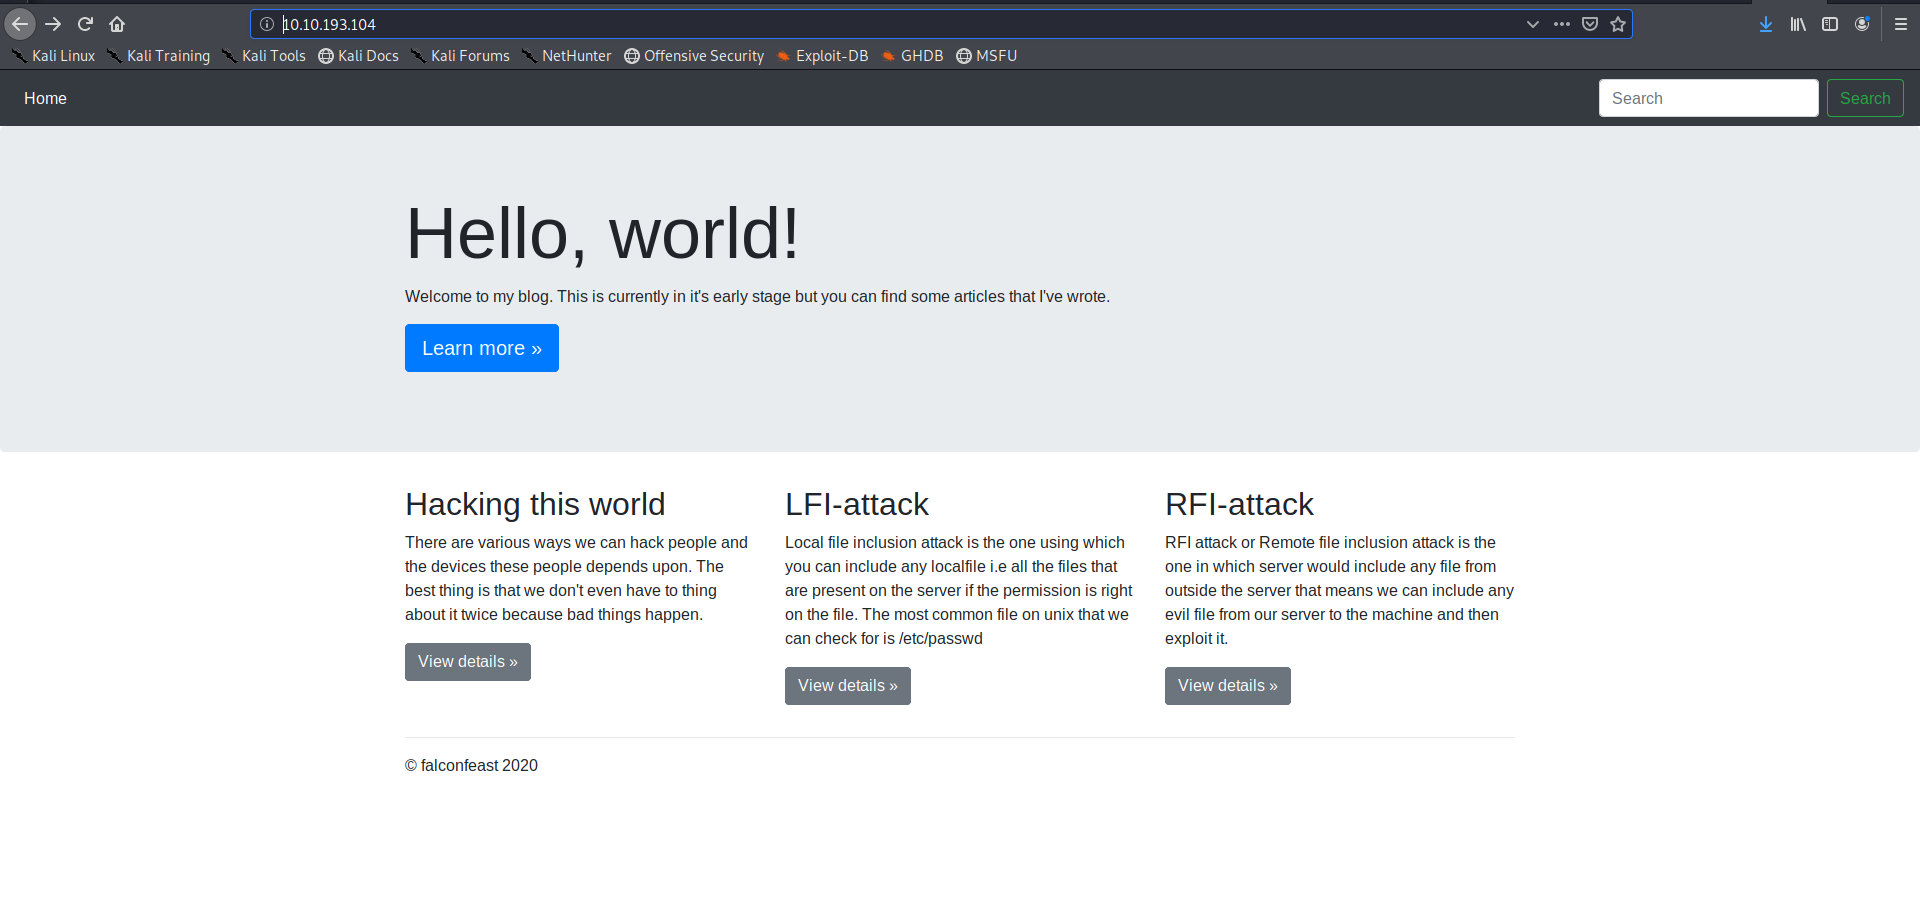 10.10.193.104
Kali Linux Kali Training Kali Tools Kali Docs Kali Forums NetHunter Offensive Security Exploit-DB GHDB MSFU
Home Search Search
Hello, world!
Welcome to my blog. This is currently in it's early stage but you can find some articles that I've wrote.
Learn more »
Hacking this world
There are various ways we can hack people and
the devices these people depends upon. The
best thing is that we don't even have to thing
about it twice because bad things happen.
View details »
LFI-attack
Local file inclusion attack is the one using which
you can include any localfile i.e all the files that
are present on the server if the permission is right
on the file. The most common file on unix that we
can check for is /etc/passwd
View details »
RFI-attack
RFI attack or Remote file inclusion attack is the
one in which server would include any file from
outside the server that means we can include any
evil file from our server to the machine and then
exploit it.
View details »
© falconfeast 2020